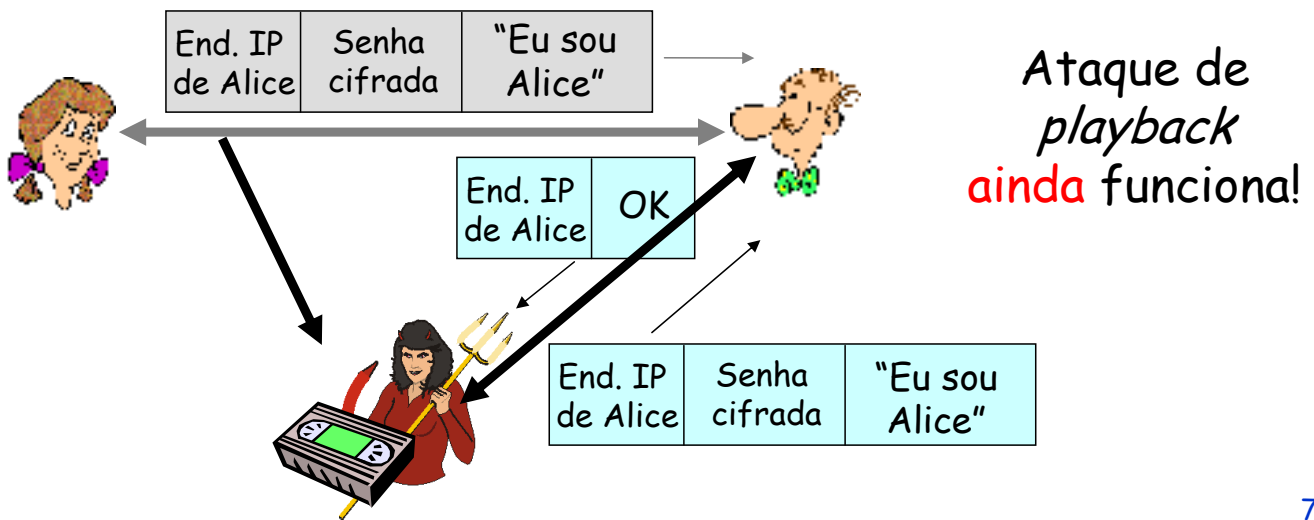 End. IP
de Alice
Senha
cifrada
“Eu sou
Alice”
Ataque de
playback
ainda funciona!
End. IP
de Alice
OK
End. IP
de Alice
Senha
cifrada
“Eu sou
Alice”
7